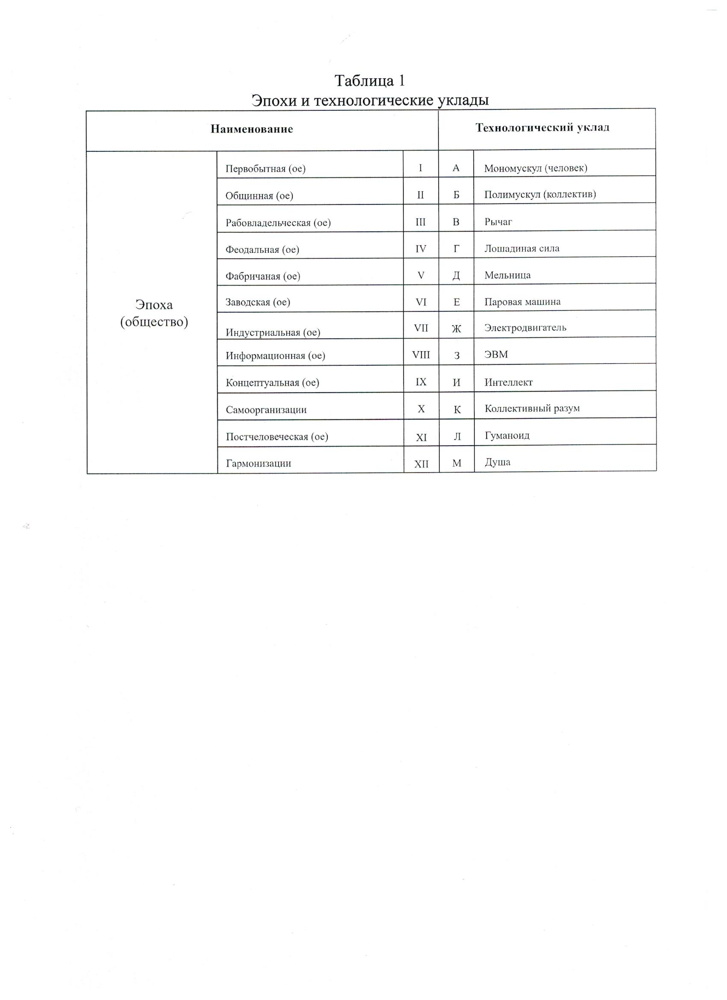 Таблица 1
Эпохи и технологические уклады
Наименование Технологический уклад
Эпоха
(общество)
Первобытная (ое) I А Мономускул (человек)
Общинная (ое) II Б Полимускул (коллектив)
Рабовладельческая (ое) III В Рычаг
Феодальная (ое) IV Г Лошадиная сила
Фабричаная (ое) V Д Мельница
Заводская (ое) VI Е Паровая машина
Индустриальная (ое) VII Ж Электродвигатель
Информационная (ое) VIII З ЭВМ
Концептуальная (ое) IX И Интеллект
Самоорганизации X К Коллективный разум
Постчеловеческая (ое) XI Л Гуманоид
Гармонизации XII М Душа